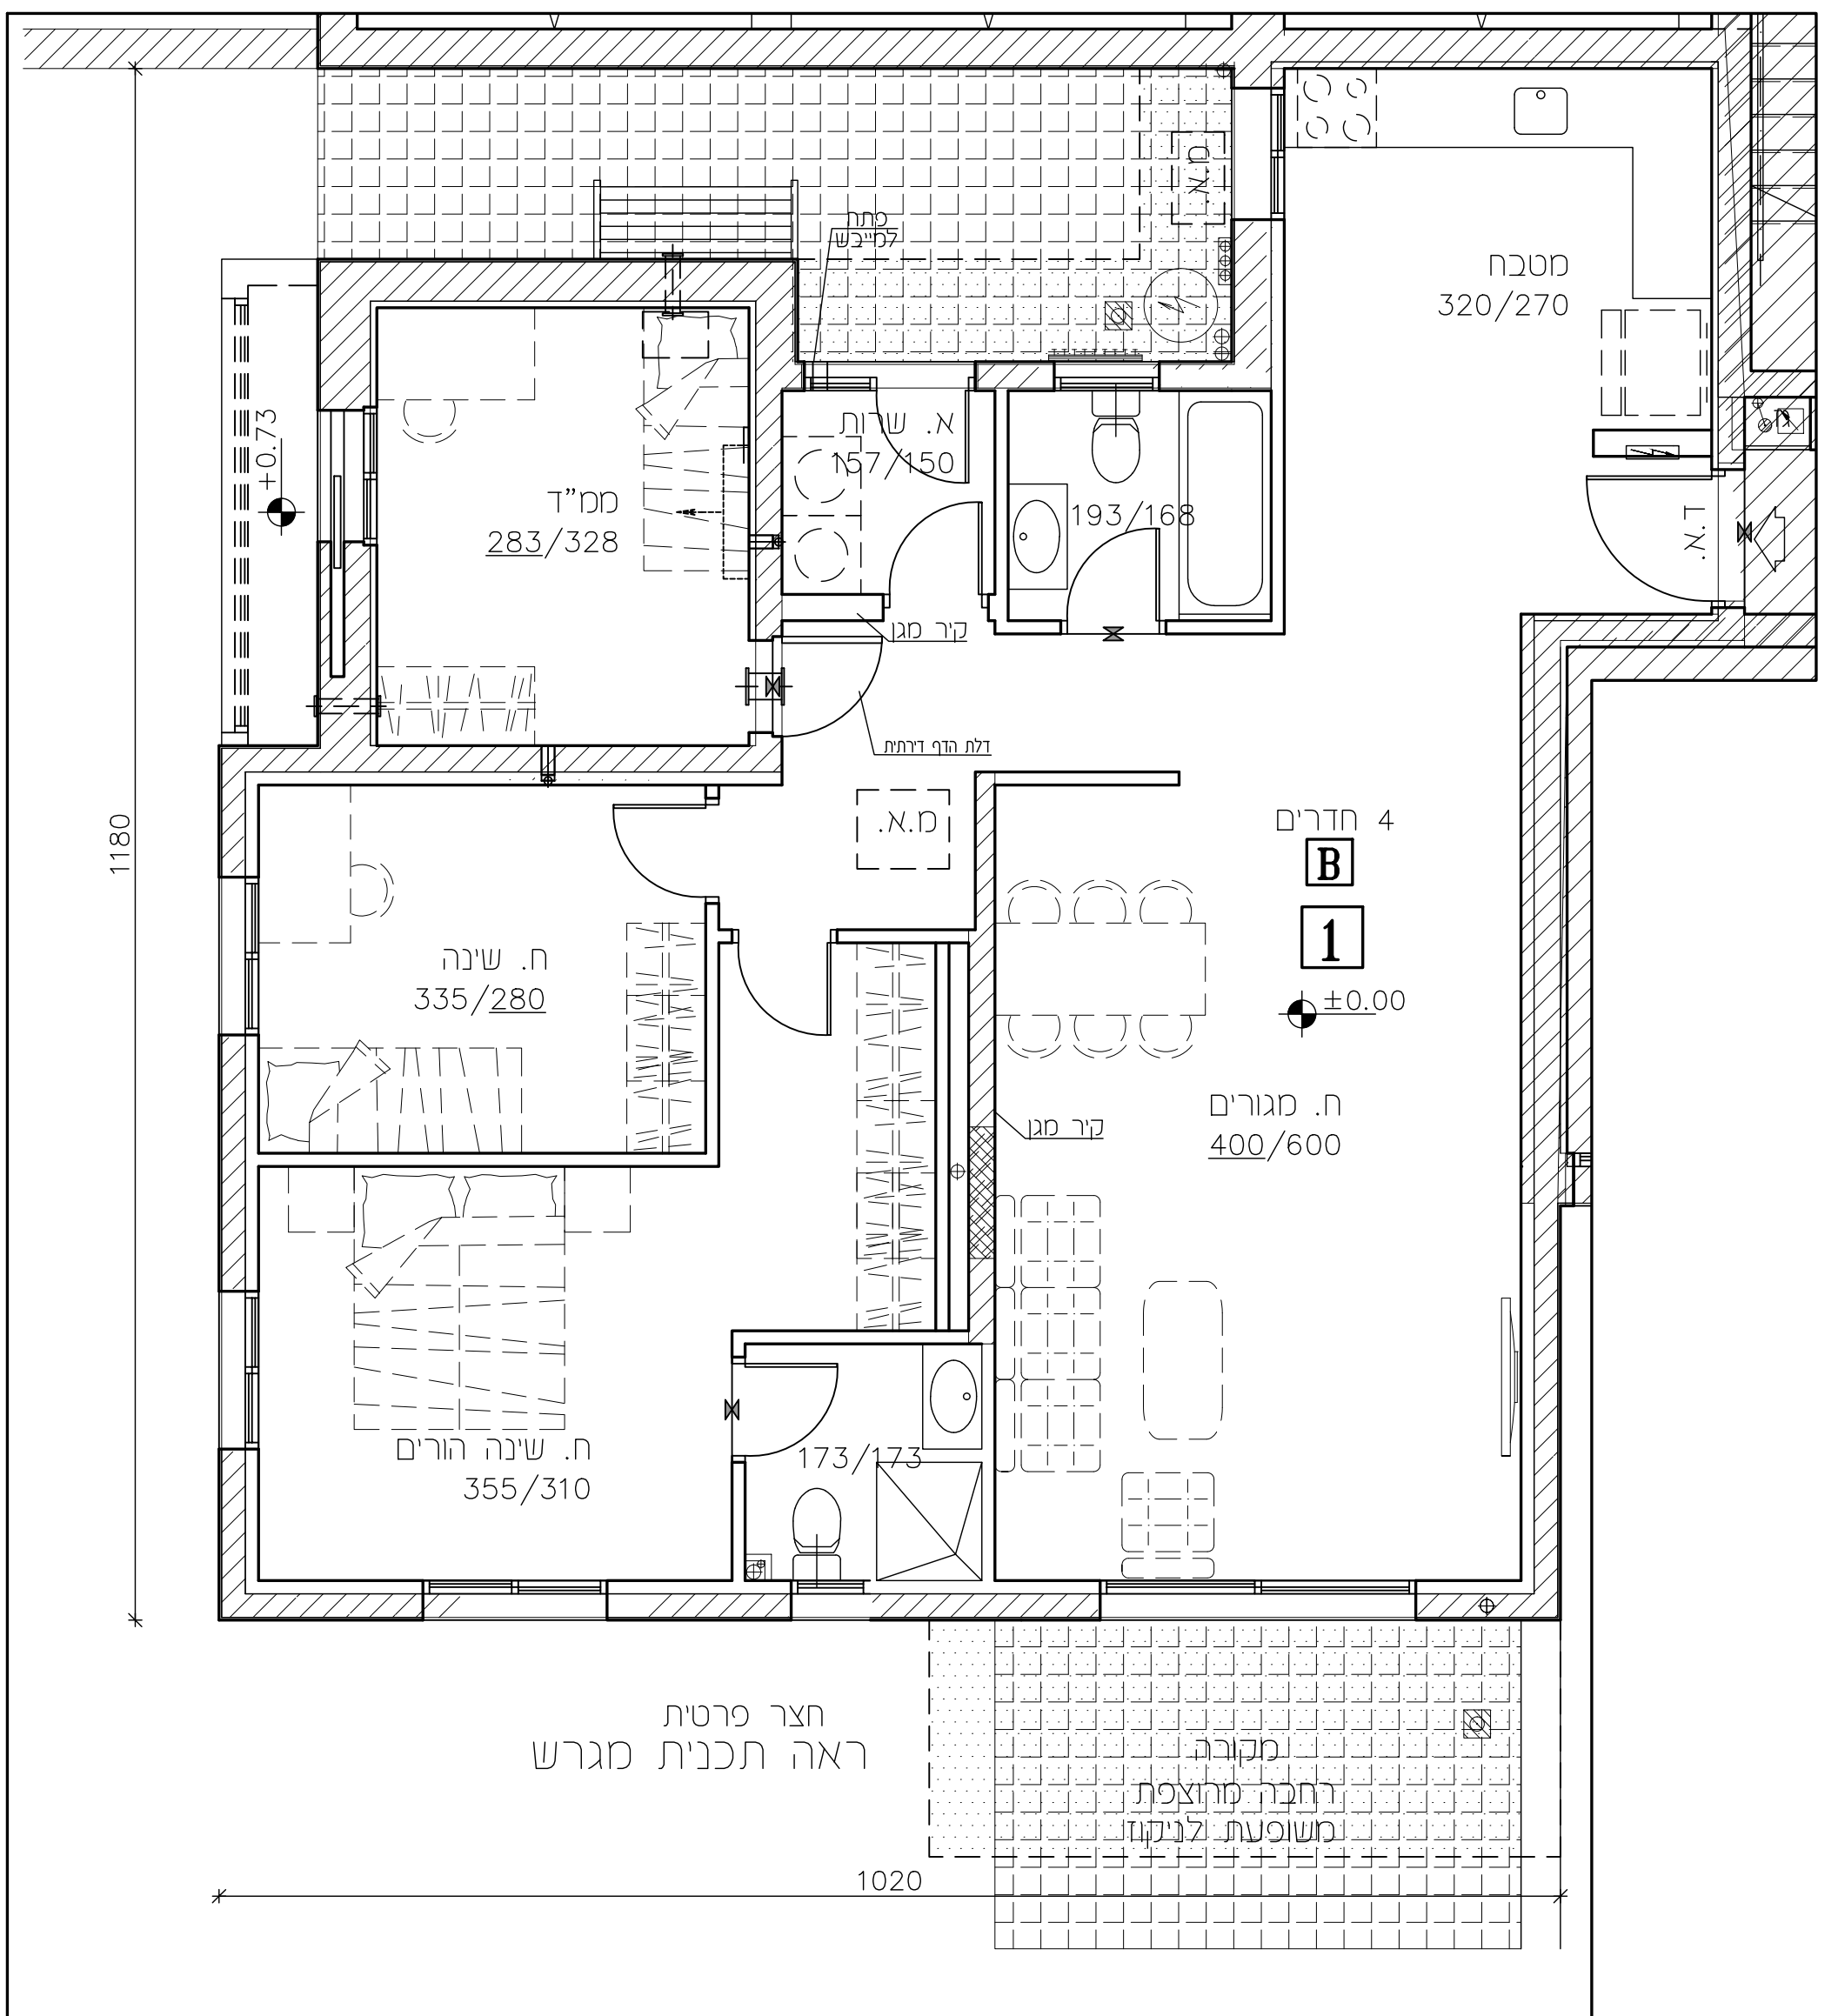 מ.א.
פתח
למייבש
מטבח
320/270
+0.73
א. שרות
157/150
ממ"ד
283/328
193/168
ד.א.
קיר מגן
דלת הדף דירתית
1180
מ.א.
4 חדרים
B
1
±0.00
ח. שינה
335/280
ח. מגורים
400/600
קיר מגן
ח. שינה הורים
355/310
173/173
חצר פרטית
ראה תכנית מגרש
מקורה
רחבה מרוצפת
משופעת לניקוז
1020